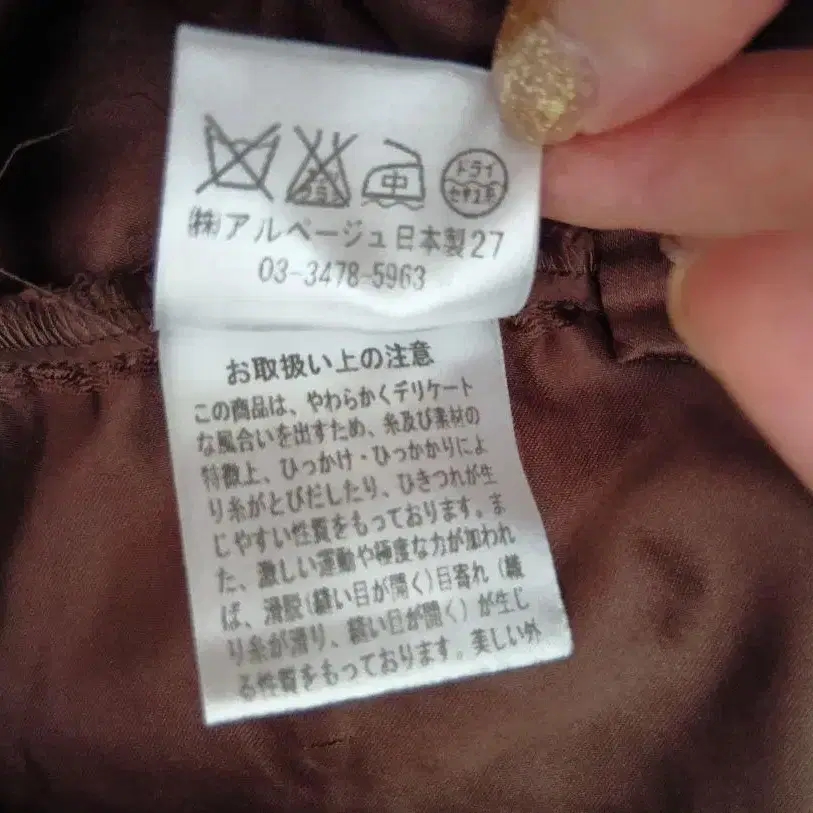 エンソ
サラシ
中
ドライ
セキユ系
㈱アルページュ日本製27
03-3478-5963
お取扱い上の注意
この商品は、やわらかくデリケート
な風合いを出すため、糸及び素材の
特徴上、ひっかけ・ひっかかりによ
り糸がとびだしたり、ひきつれが生
じやすい性質をもっております。ま
た、激しい運動や極度な力が加われ
ば、滑脱(縫い目が開く)目寄れ(織
り糸が滑り、縫い目が開く)が生じ
る性質をもっております。美しい外